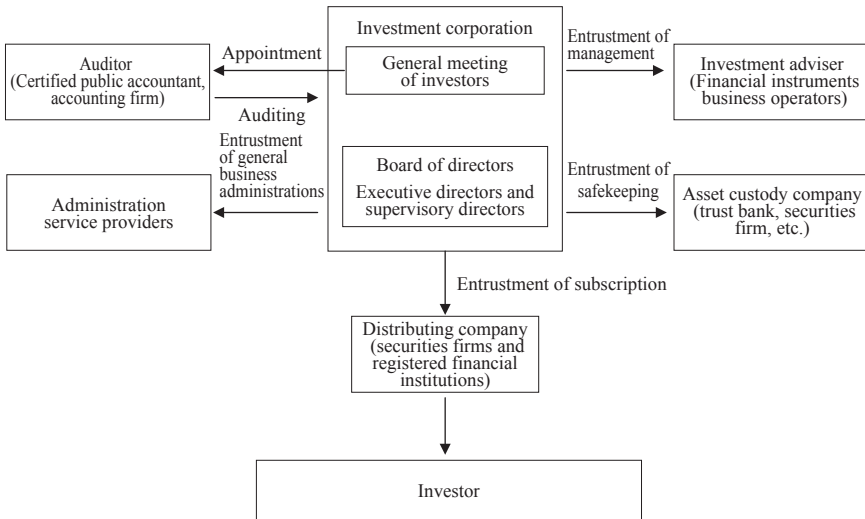 Investment corporation
General meeting
of investors
Board of directors
Executive directors and
supervisory directors
Appointment
Auditor
(Certified public accountant,
accounting firm)
Auditing
Entrustment
of general
business
administrations
Administration
service providers
Entrustment of
management
Investment adviser
(Financial instruments
business operators)
Entrustment of
safekeeping
Asset custody company
(trust bank, securities
firm, etc.)
Entrustment of subscription
Distributing company
(securities firms and
registered financial
institutions)
Investor